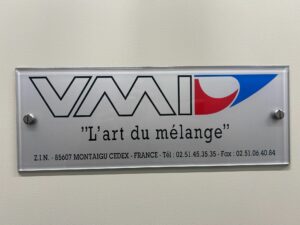 VMI
"L'art du mélange"
Z.I.N. - 85607 MONTAIGU CEDEX - FRANCE - Tél : 02.51.45.35.35 - Fax : 02.51.06.40.84